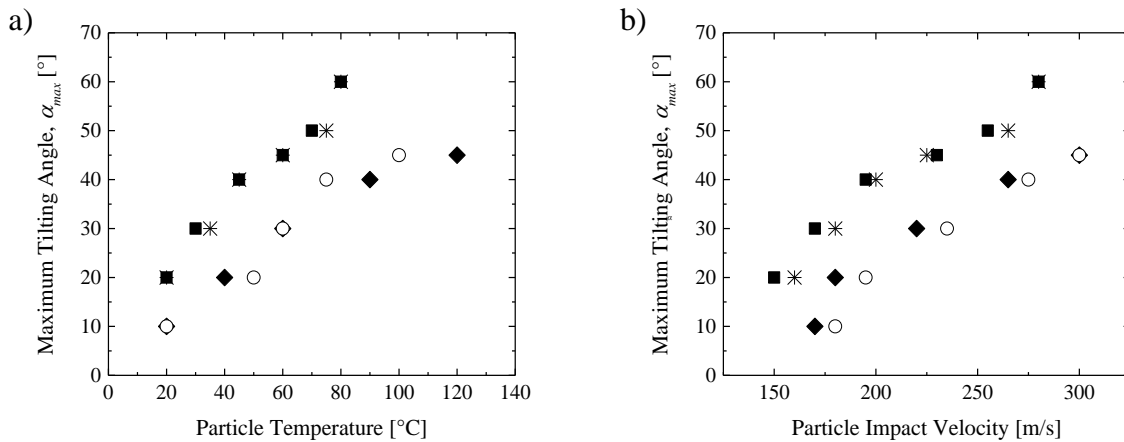 a)
Maximum Tilting Angle, α_max [°]
70
60
50
40
30
20
10
0
0 20 40 60 80 100 120 140
Particle Temperature [°C]
b)
Maximum Tilting Angle, α_max [°]
70
60
50
40
30
20
10
0
150 200 250 300
Particle Impact Velocity [m/s]